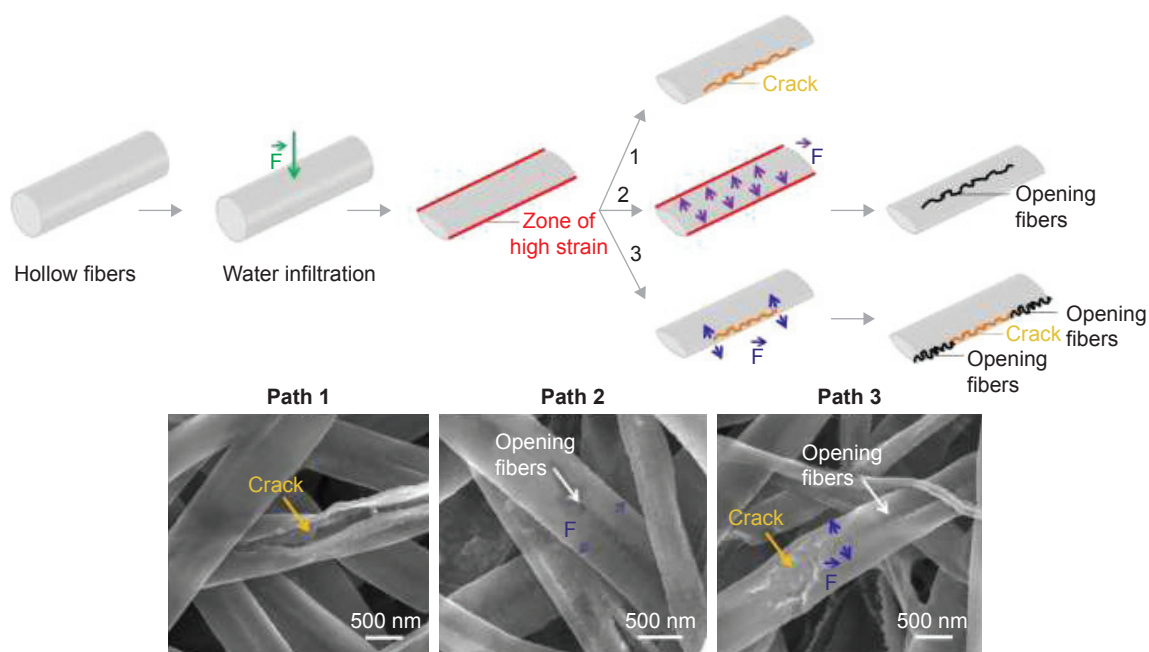 Crack
F
F
1
2
3
Zone of
high strain
Opening
fibers
Hollow fibers
Water infiltration
F
Opening
fibers
Crack
Opening
fibers
Path 1
Path 2
Path 3
Crack
500 nm
Opening
fibers
F
500 nm
Opening
fibers
Crack
F
500 nm